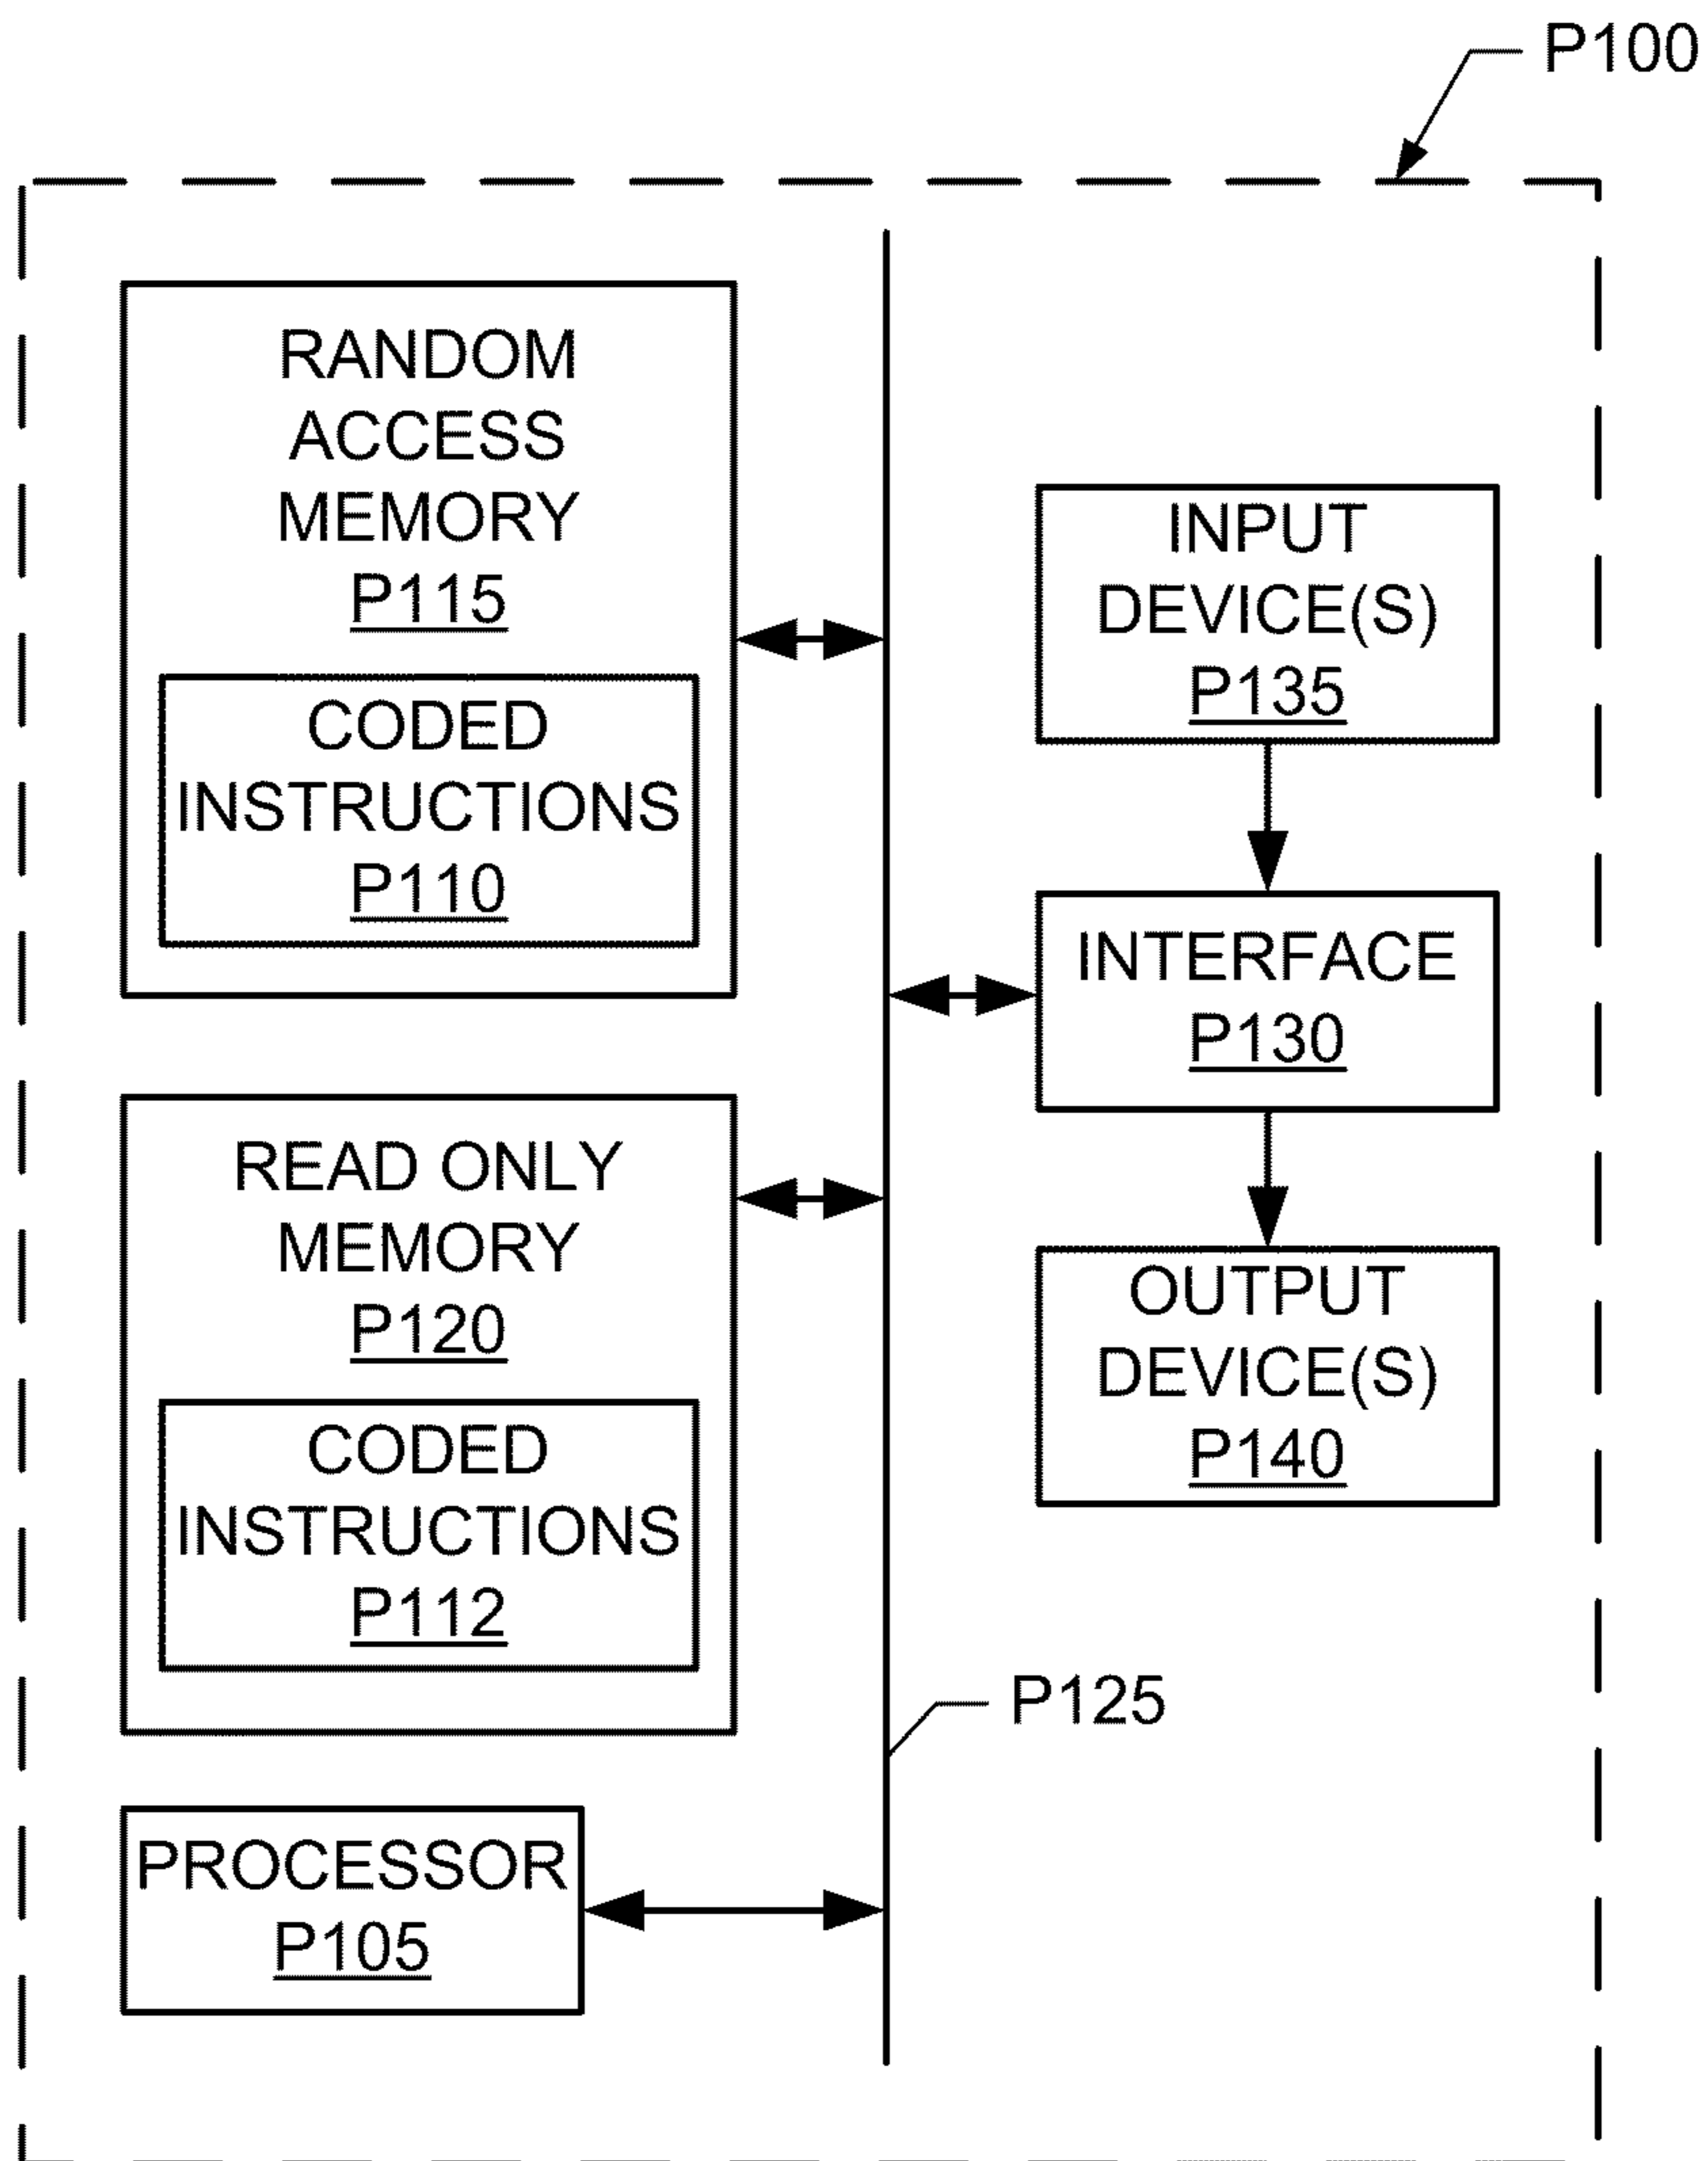 P100
RANDOM
ACCESS
MEMORY
P115
CODED
INSTRUCTIONS
P110
READ ONLY
MEMORY
P120
CODED
INSTRUCTIONS
P112
PROCESSOR
P105
INPUT
DEVICE(S)
P135
INTERFACE
P130
OUTPUT
DEVICE(S)
P140
P125